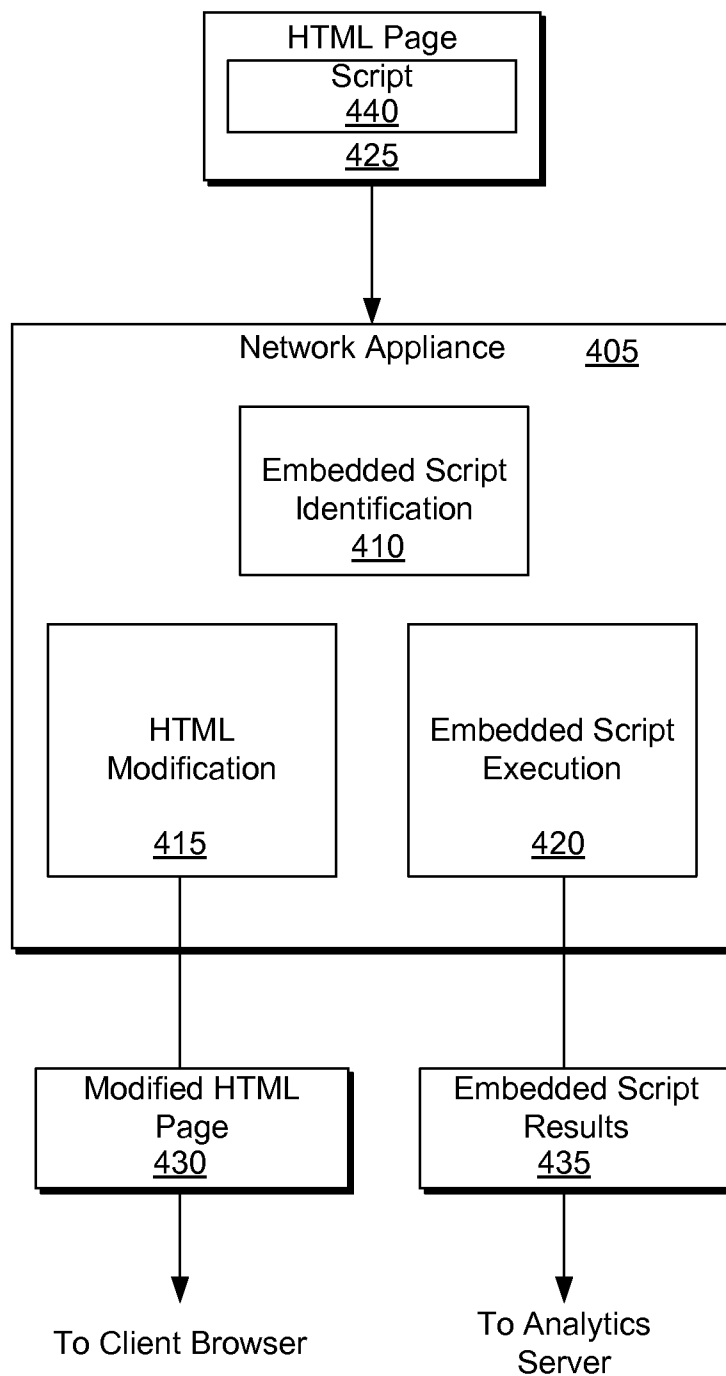 HTML Page
Script
440
425
Network Appliance 405
Embedded Script
Identification
410
HTML
Modification
415
Embedded Script
Execution
420
Modified HTML
Page
430
Embedded Script
Results
435
To Client Browser
To Analytics
Server